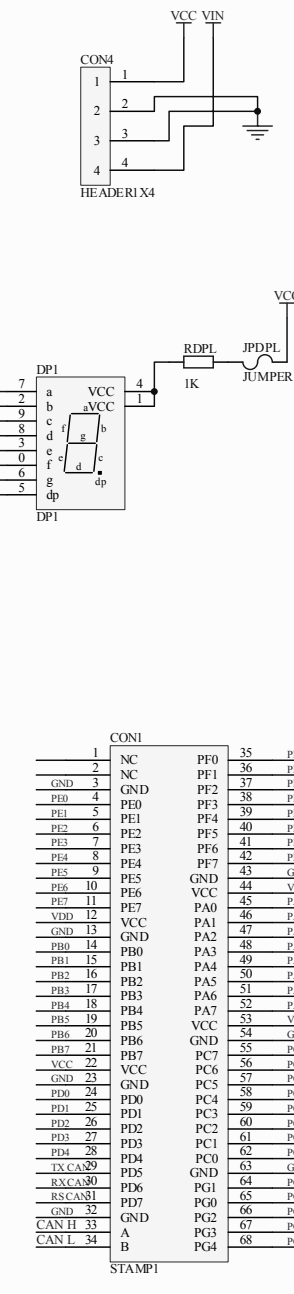 VCC VIN
CON4
1 1
2 2
3 3
4 4
HEADER1X4
VCC
RDPL JPDPL
1K JUMPER
DP1
7 a VCC 4
2 b aVCC 1
9 c
8 d
3 e
0 f
6 g
5 dp
f g b
e d c
dp
DP1
CON1
1 NC PF0 35
2 NC PF1 36
GND 3 GND PF2 37
PE0 4 PE0 PF3 38
PE1 5 PE1 PF4 39
PE2 6 PE2 PF5 40
PE3 7 PE3 PF6 41
PE4 8 PE4 PF7 42
PE5 9 PE5 GND 43
PE6 10 PE6 VCC 44
PE7 11 PE7 PA0 45
VDD 12 VCC PA1 46
GND 13 GND PA2 47
PB0 14 PB0 PA3 48
PB1 15 PB1 PA4 49
PB2 16 PB2 PA5 50
PB3 17 PB3 PA6 51
PB4 18 PB4 PA7 52
PB5 19 PB5 VCC 53
PB6 20 PB6 GND 54
PB7 21 PB7 PC7 55
VCC 22 VCC PC6 56
GND 23 GND PC5 57
PD0 24 PD0 PC4 58
PD1 25 PD1 PC3 59
PD2 26 PD2 PC2 60
PD3 27 PD3 PC1 61
PD4 28 PD4 PC0 62
TX CAN 29 PD5 GND 63
RXCAN 30 PD6 PG1 64
RSCAN 31 PD7 PG0 65
GND 32 GND PG2 66
CAN H 33 A PG3 67
CAN L 34 B PG4 68
STAMP1